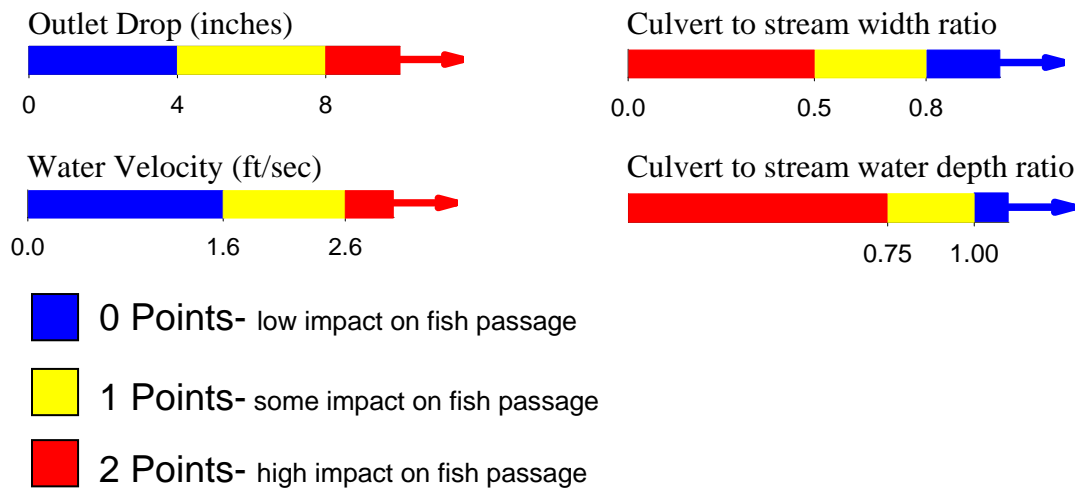 Outlet Drop (inches)
0 4 8
Culvert to stream width ratio
0.0 0.5 0.8
Water Velocity (ft/sec)
0.0 1.6 2.6
Culvert to stream water depth ratio
0.75 1.00
0 Points- low impact on fish passage
1 Points- some impact on fish passage
2 Points- high impact on fish passage